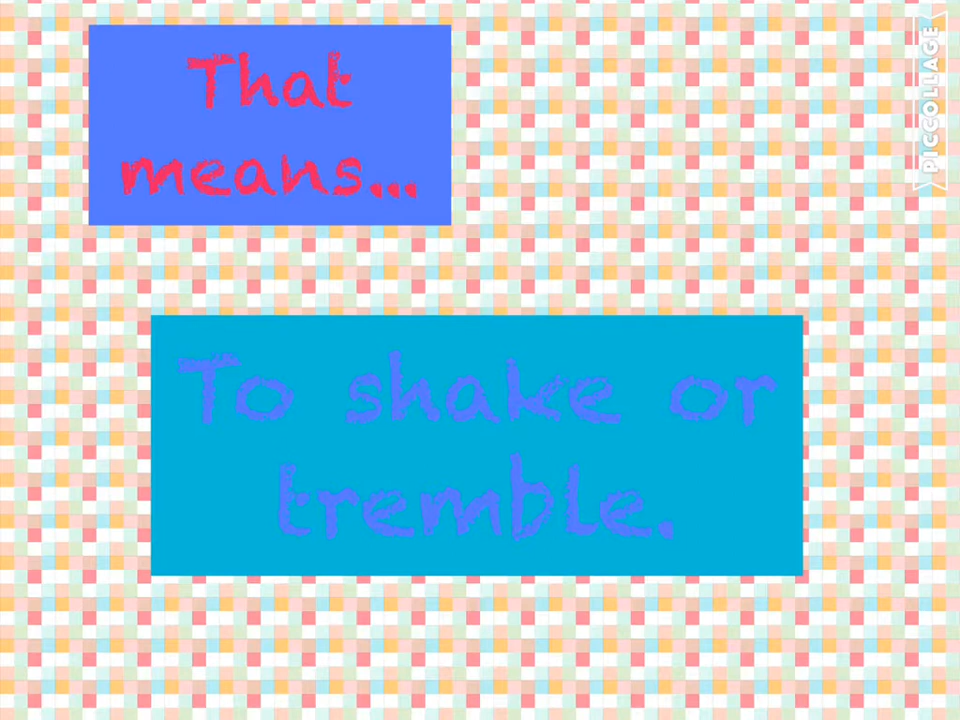 That
means...
PICCOLLAGE
To shake or
tremble.